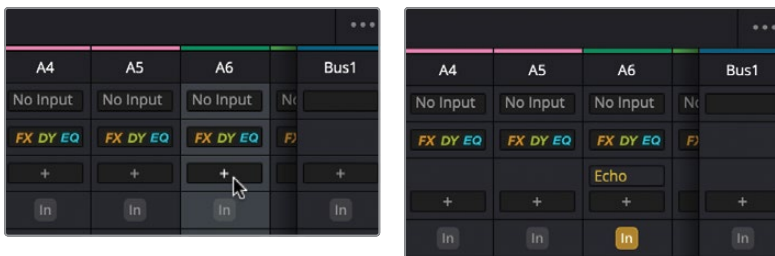 A4 A5 A6 Bus1
No Input No Input No Input No
FX DY EQ FX DY EQ FX DY EQ
+ + + +
In In In In
A4 A5 A6 Bus1
No Input No Input No Input No
FX DY EQ FX DY EQ FX DY EQ
Echo
+ + + +
In In In In